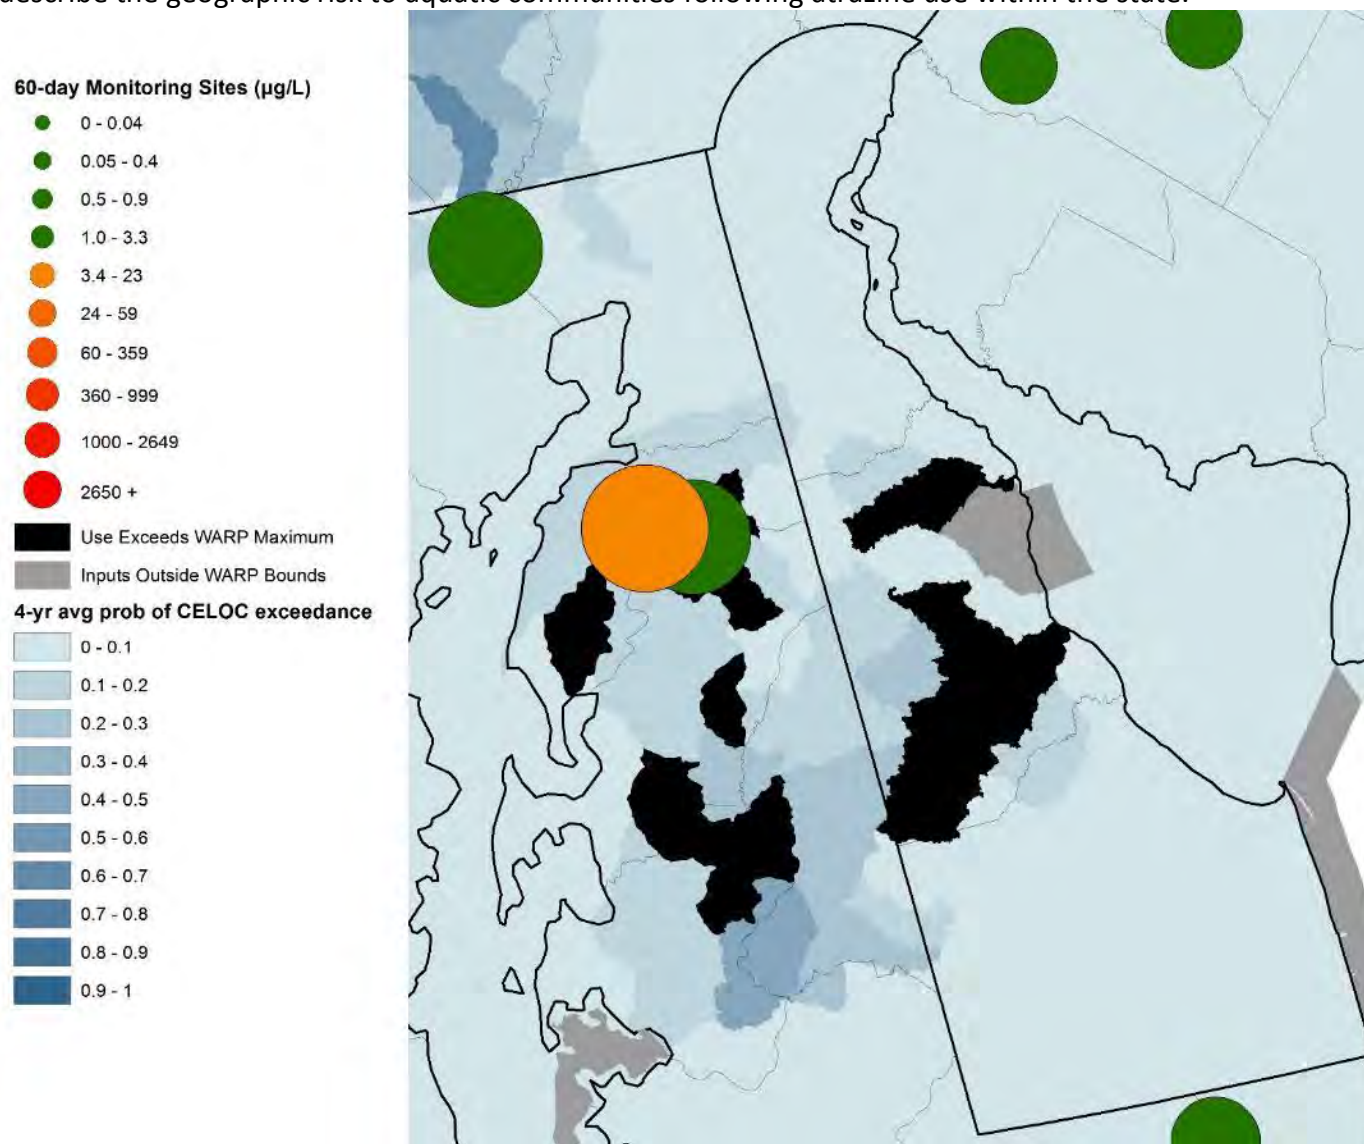 describe the geographic risk to aquatic communities following atrazine use within the state.
60-day Monitoring Sites (µg/L)
0 - 0.04
0.05 - 0.4
0.5 - 0.9
1.0 - 3.3
3.4 - 23
24 - 59
60 - 359
360 - 999
1000 - 2649
2650 +
Use Exceeds WARP Maximum
Inputs Outside WARP Bounds
4-yr avg prob of CELOC exceedance
0 - 0.1
0.1 - 0.2
0.2 - 0.3
0.3 - 0.4
0.4 - 0.5
0.5 - 0.6
0.6 - 0.7
0.7 - 0.8
0.8 - 0.9
0.9 - 1